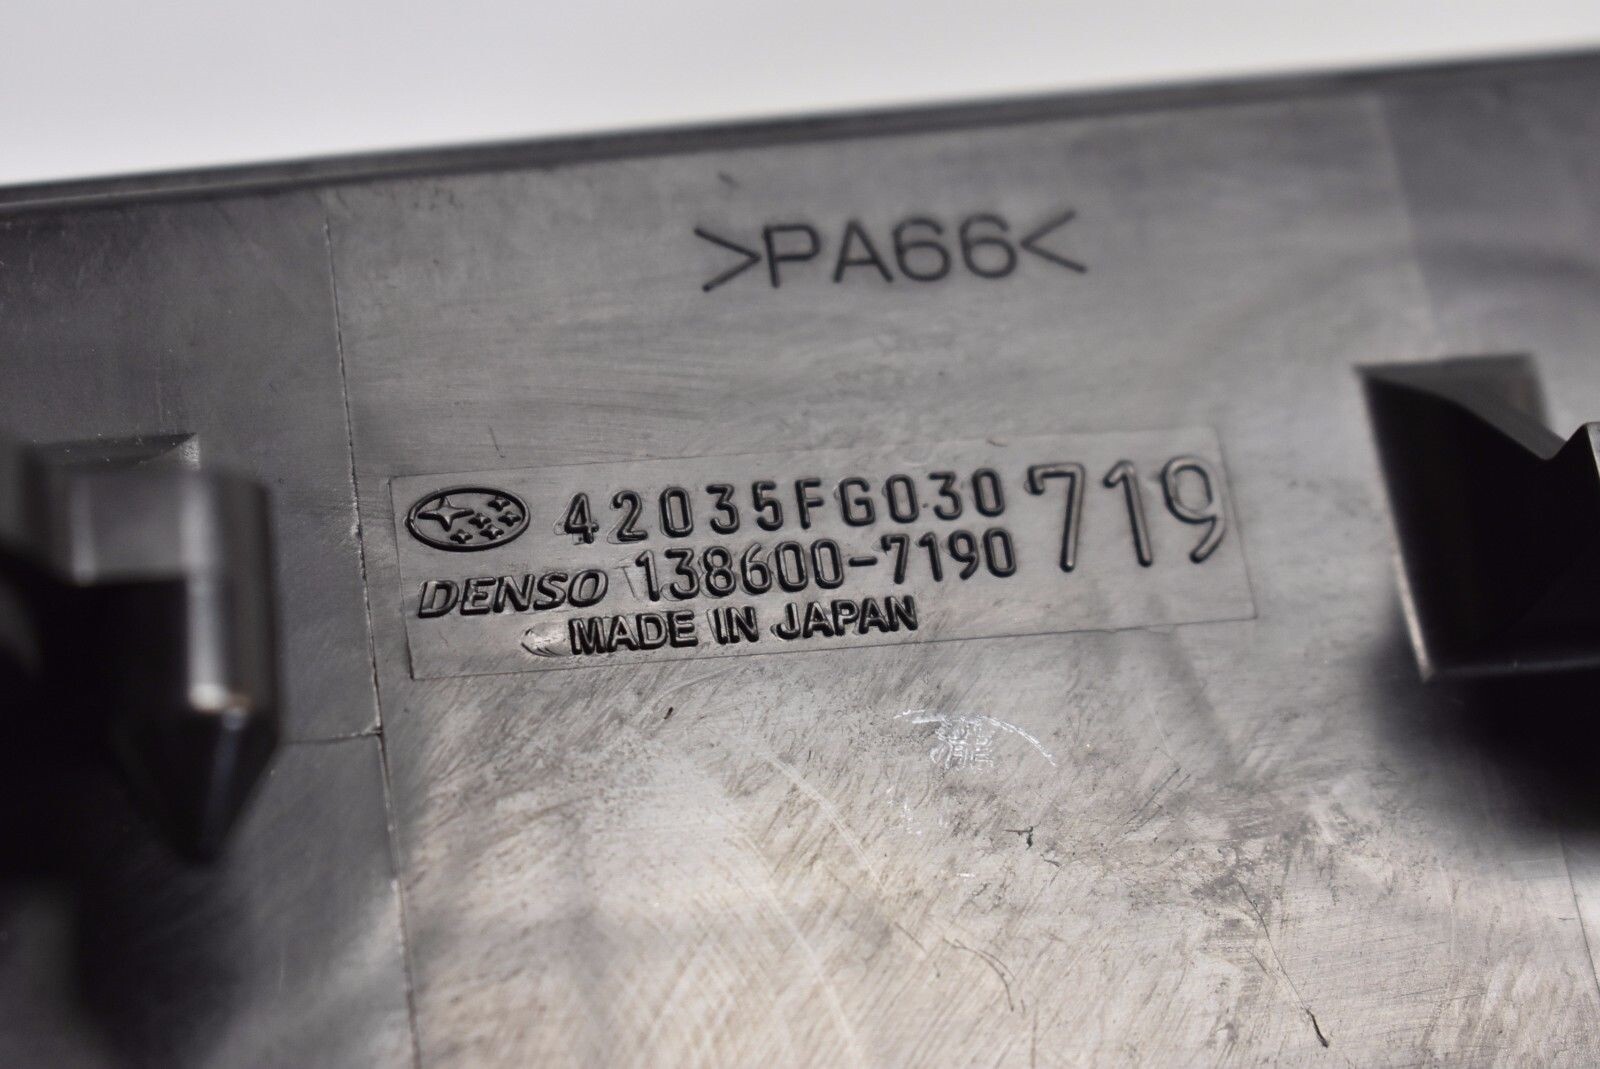 >PA66<
42035FG030 719
DENSO 138600-7190
MADE IN JAPAN